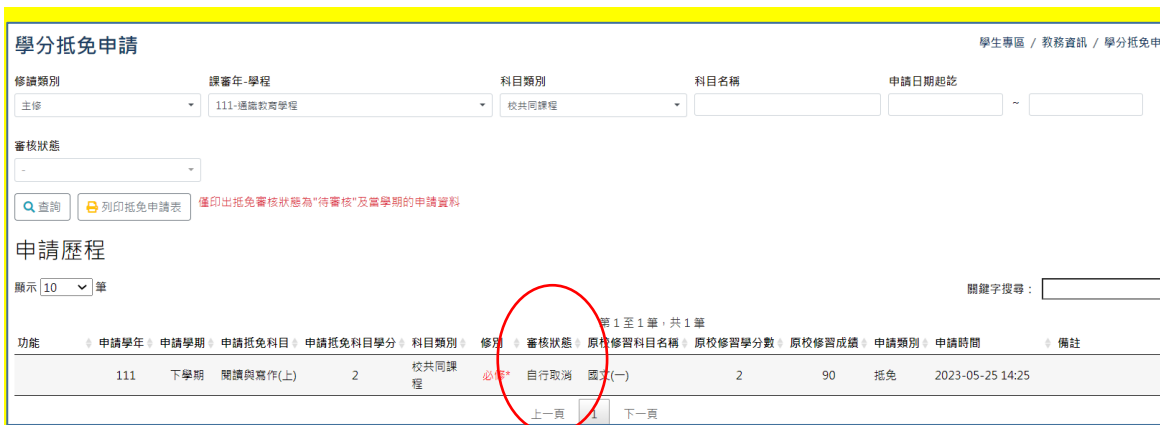 學分抵免申請
學生專區 / 教務資訊 / 學分抵免申
修讀類別 課審年-學程 科目類別 科目名稱 申請日期起訖
主修 111-通識教育學程 校共同課程 ~
審核狀態
-
查詢 列印抵免申請表 僅印出抵免審核狀態為"待審核"及當學期的申請資料
申請歷程
顯示 10 筆 關鍵字搜尋：
第 1 至 1 筆，共 1 筆
功能 申請學年 申請學期 申請抵免科目 申請抵免科目學分 科目類別 修別 審核狀態 原校修習科目名稱 原校修習學分數 原校修習成績 申請類別 申請時間 備註
111 下學期 閱讀與寫作(上) 2 校共同課程 必修* 自行取消 國文(一) 2 90 抵免 2023-05-25 14:25
上一頁 1 下一頁